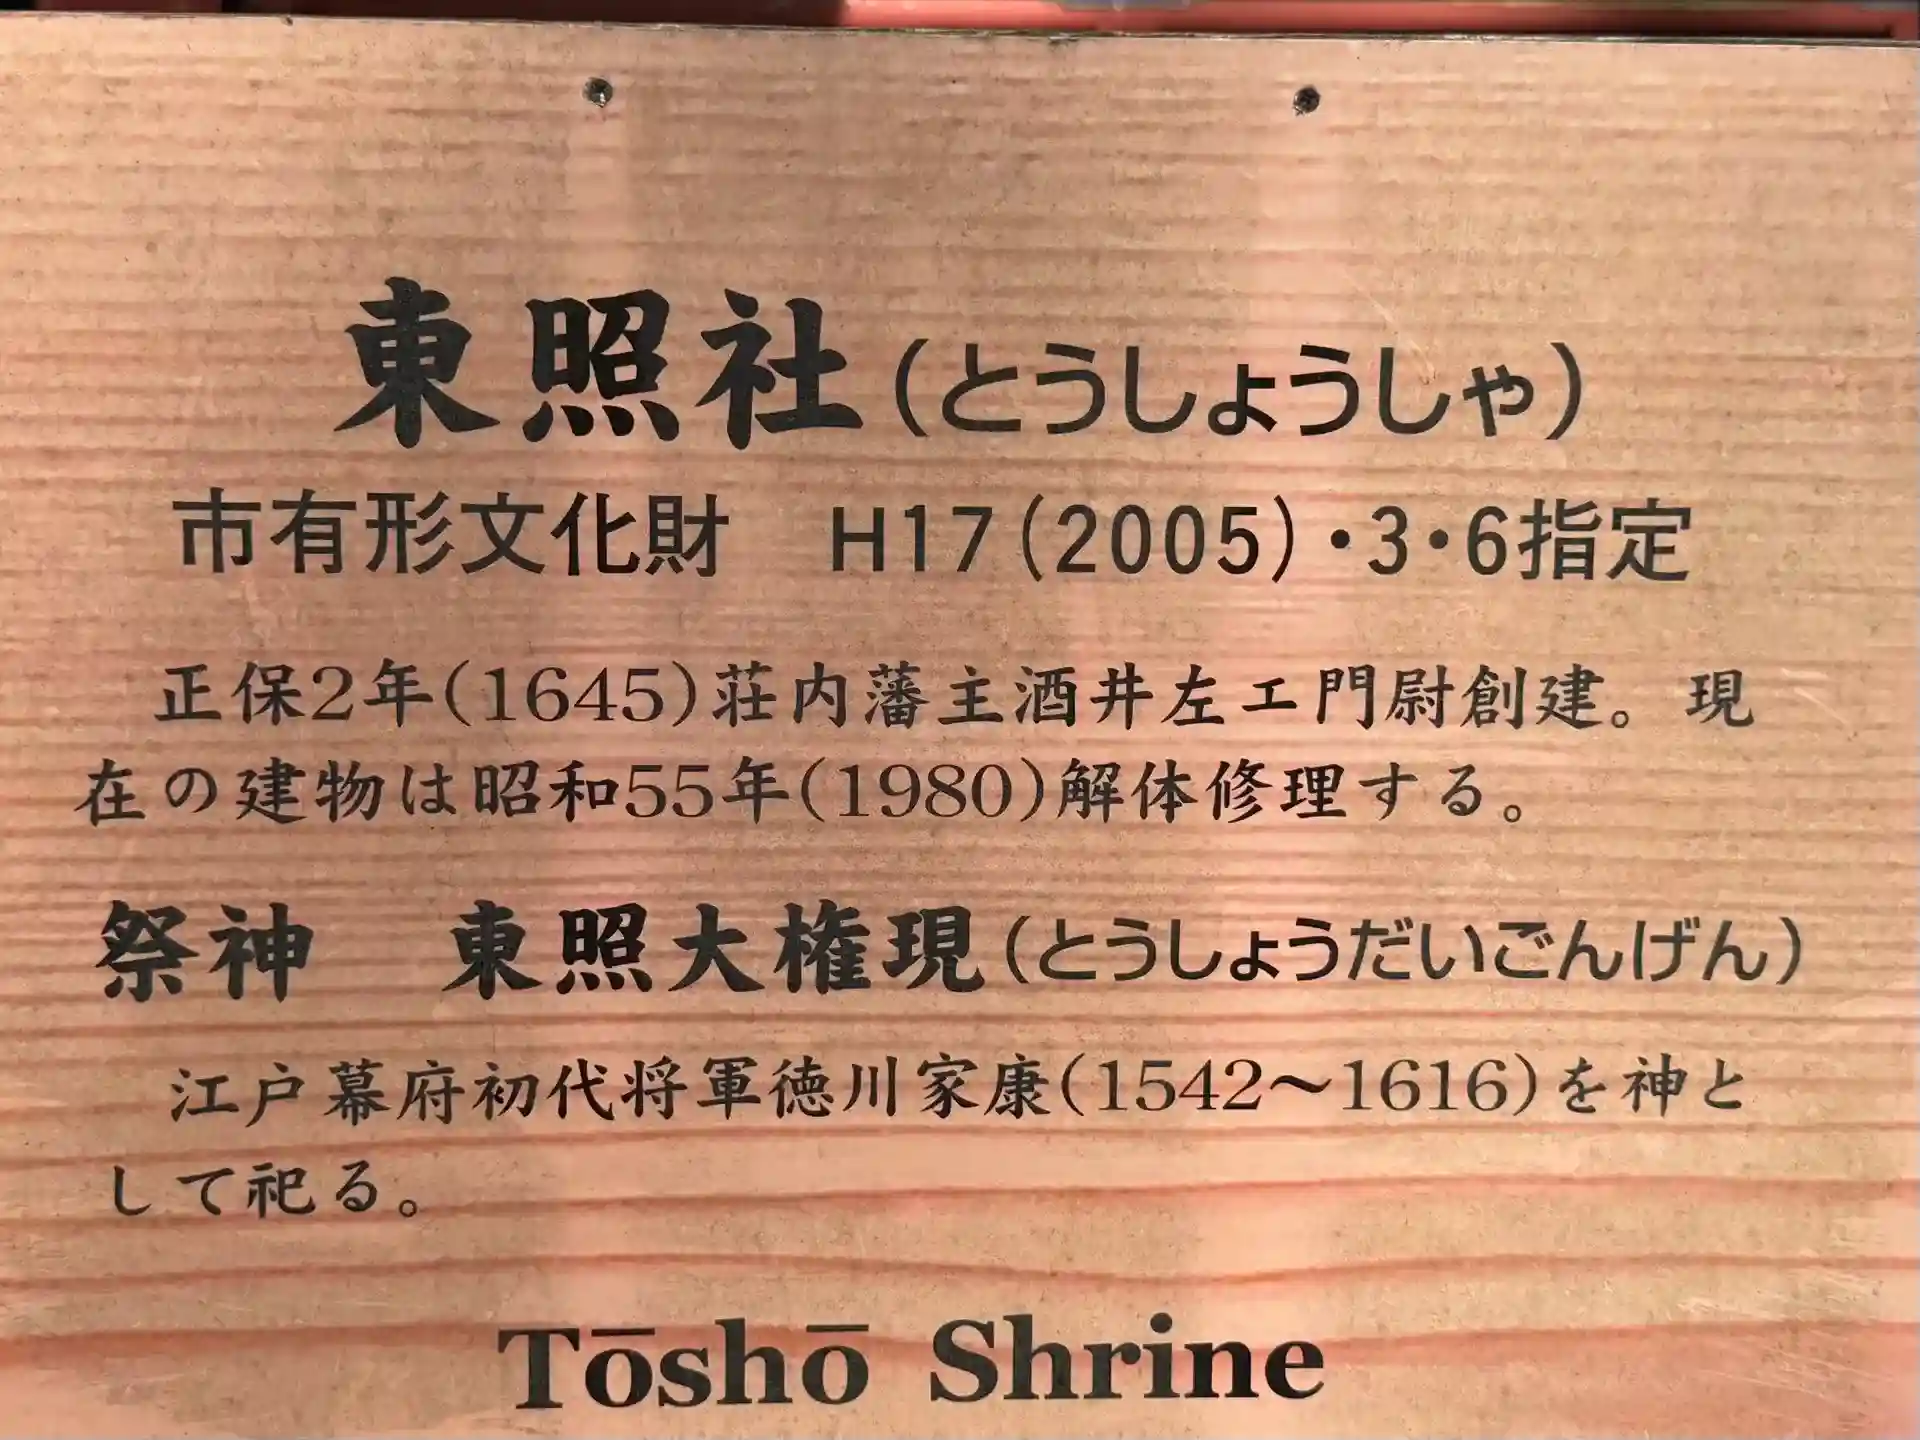 東照社(とうしょうしゃ)
市有形文化財　H17(2005)・3・6指定
正保2年(1645)荘内藩主酒井左エ門尉創建。現
在の建物は昭和55年(1980)解体修理する。
祭神　東照大権現(とうしょうだいごんげん)
江戸幕府初代将軍徳川家康(1542〜1616)を神と
して祀る。
Tōshō Shrine